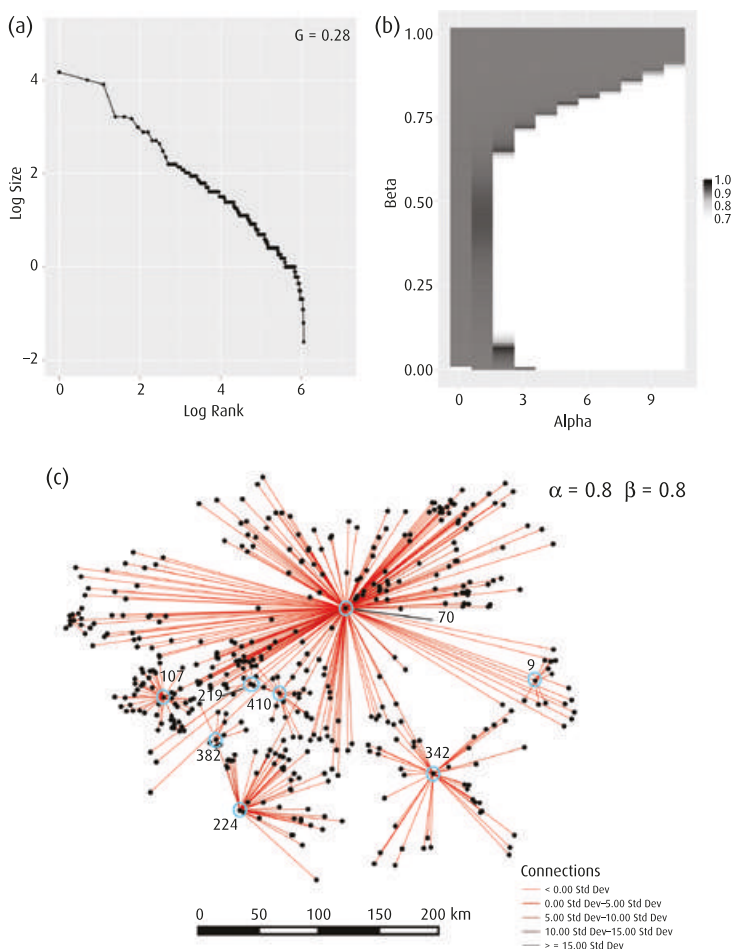 (a)
G = 0.28
4
2
0
−2
Log Size
0
2
4
6
Log Rank
(b)
1.00
0.75
0.50
0.25
0.00
Beta
0
3
6
9
Alpha
1.0
0.9
0.8
0.7
(c)
α = 0.8 β = 0.8
70
9
107
219
410
382
342
224
0 50 100 150 200 km
Connections
< 0.00 Std Dev
0.00 Std Dev–5.00 Std Dev
5.00 Std Dev–10.00 Std Dev
10.00 Std Dev–15.00 Std Dev
> = 15.00 Std Dev